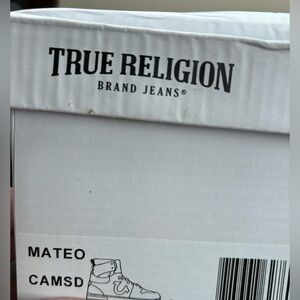 TRUE RELIGION
BRAND JEANS®
MATEO
CAMSD